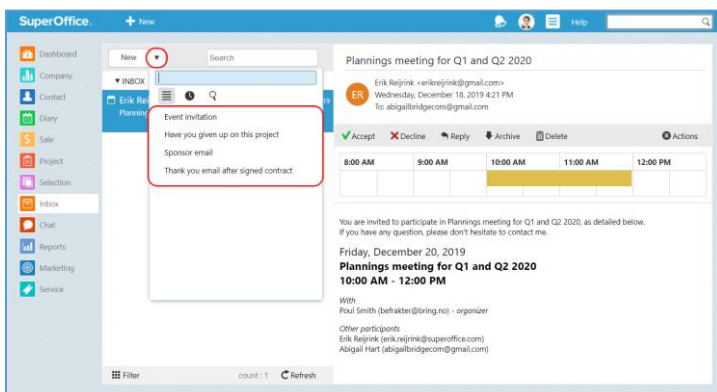 SuperOffice.
+ New
Help
Dashboard
Company
Contact
Diary
Sale
Project
Selection
Inbox
Chat
Reports
Marketing
Service
New
Search
INBOX
Erik Rei
19
Planning
Event invitation
Have you given up on this project
Sponsor email
Thank you email after signed contract
Filter
count : 1
Refresh
Plannings meeting for Q1 and Q2 2020
ER
Erik Reijrink <erikreijrink@gmail.com>
Wednesday, December 18, 2019 4:21 PM
To: abigailbridgecom@gmail.com
Accept Decline Reply Archive Delete Actions
8:00 AM 9:00 AM 10:00 AM 11:00 AM 12:00 PM
You are invited to participate in Plannings meeting for Q1 and Q2 2020, as detailed below.
If you have any question, please don't hesitate to contact me.
Friday, December 20, 2019
Plannings meeting for Q1 and Q2 2020
10:00 AM - 12:00 PM
With
Poul Smith (befrakter@bring.no) - organizer
Other participants
Erik Reijrink (erik.reijrink@superoffice.com)
Abigail Hart (abigailbridgecom@gmail.com)